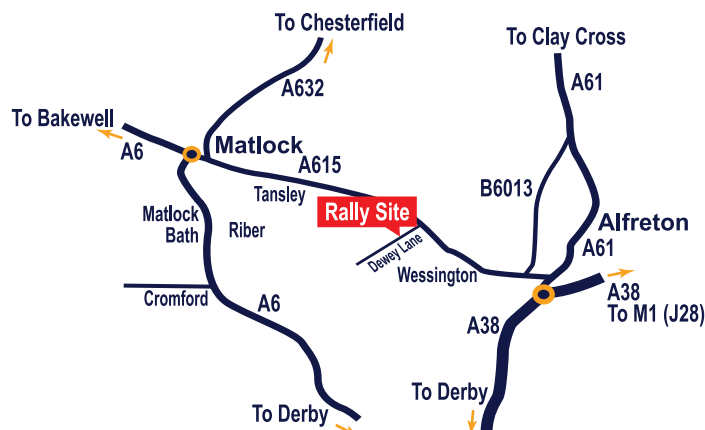 To Chesterfield
To Clay Cross
A632
A61
To Bakewell
A6
Matlock
A615
Tansley
B6013
Matlock
Bath
Riber
Rally Site
Dewey Lane
Alfreton
A61
Wessington
Cromford
A6
A38
A38
To M1 (J28)
To Derby
To Derby